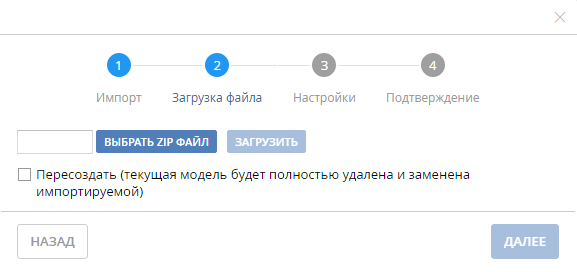 1 2 3 4
Импорт Загрузка файла Настройки Подтверждение
ВЫБРАТЬ ZIP ФАЙЛ ЗАГРУЗИТЬ
Пересоздать (текущая модель будет полностью удалена и заменена
импортируемой)
НАЗАД ДАЛЕЕ